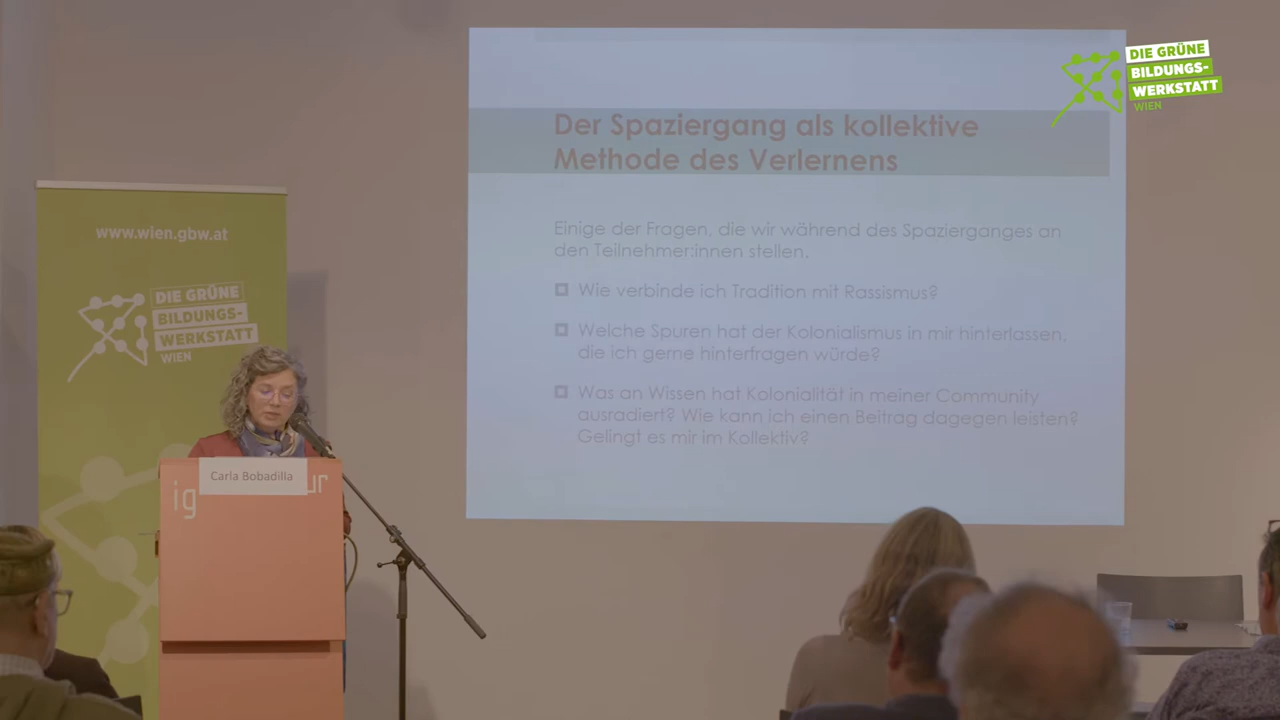 DIE GRÜNE
BILDUNGS-
WERKSTATT
WIEN
Der Spaziergang als kollektive
Methode des Verlernens
Einige der Fragen, die wir während des Spazierganges an
den Teilnehmer:innen stellen.
Wie verbinde ich Tradition mit Rassismus?
Welche Spuren hat der Kolonialismus in mir hinterlassen,
die ich gerne hinterfragen würde?
Was an Wissen hat Kolonialität in meiner Community
ausradiert? Wie kann ich einen Beitrag dagegen leisten?
Gelingt es mir im Kollektiv?
www.wien.gbw.at
DIE GRÜNE
BILDUNGS-
WERKSTATT
WIEN
Carla Bobadilla
ig
ur